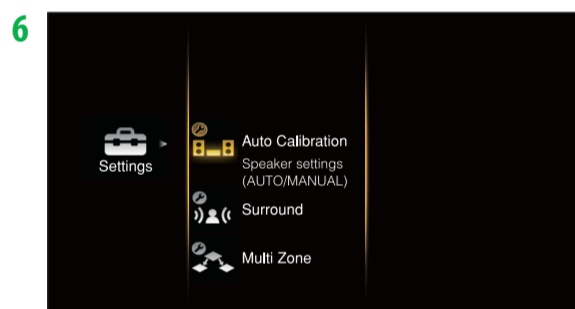 6
Settings
Auto Calibration
Speaker settings
(AUTO/MANUAL)
Surround
Multi Zone